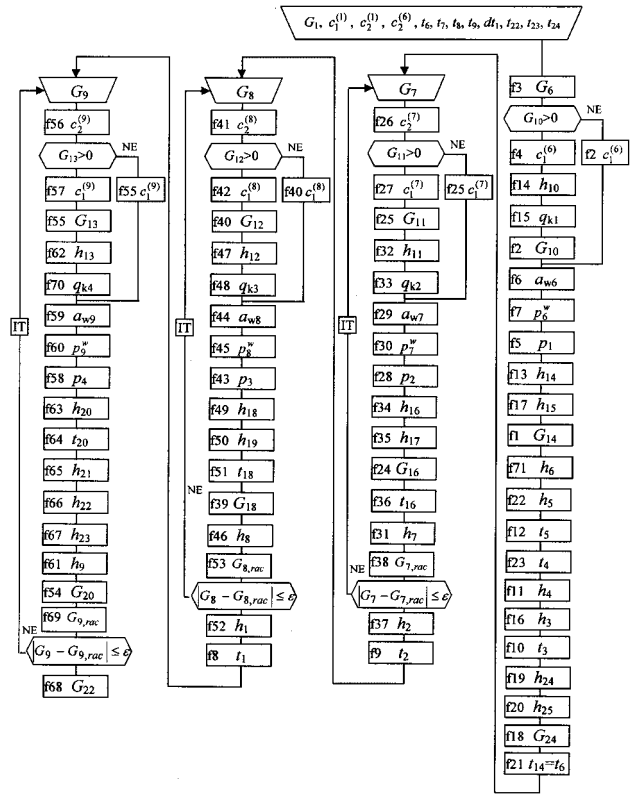 G1, c1(1), c2(1), c2(6), t6, t7, t8, t9, dt1, t22, t23, t24
f3 G6
G10>0
NE
f4 c1(6)
f2 c1(6)
f14 h10
f15 qk1
f2 G10
f6 aw6
f7 p6w
f5 p1
f13 h14
f17 h15
f1 G14
f71 h6
f22 h5
f12 t5
f23 t4
f11 h4
f16 h3
f10 t3
f19 h24
f20 h25
f18 G24
f21 t14=t6
G7
f26 c2(7)
NE
G11>0
f27 c1(7)
f25 c1(7)
f25 G11
f32 h11
f33 qk2
f29 aw7
IT
f30 p7w
f28 p2
f34 h16
f35 h17
f24 G16
f36 t16
f31 h7
f38 G7,rac
NE
|G7 − G7,rac| ≤ ε
f37 h2
f9 t2
G8
f41 c2(8)
NE
G12>0
f42 c1(8)
f40 c1(8)
f40 G12
f47 h12
f48 qk3
f44 aw8
IT
f45 p8w
f43 p3
f49 h18
f50 h19
f51 t18
NE
f39 G18
f46 h8
f53 G8,rac
|G8 − G8,rac| ≤ ε
f52 h1
f8 t1
G9
f56 c2(9)
NE
G13>0
f57 c1(9)
f55 c1(9)
f55 G13
f62 h13
f70 qk4
f59 aw9
IT
f60 p9w
f58 p4
f63 h20
f64 t20
f65 h21
f66 h22
f67 h23
f61 h9
f54 G20
f69 G9,rac
NE
|G9 − G9,rac| ≤ ε
f68 G22